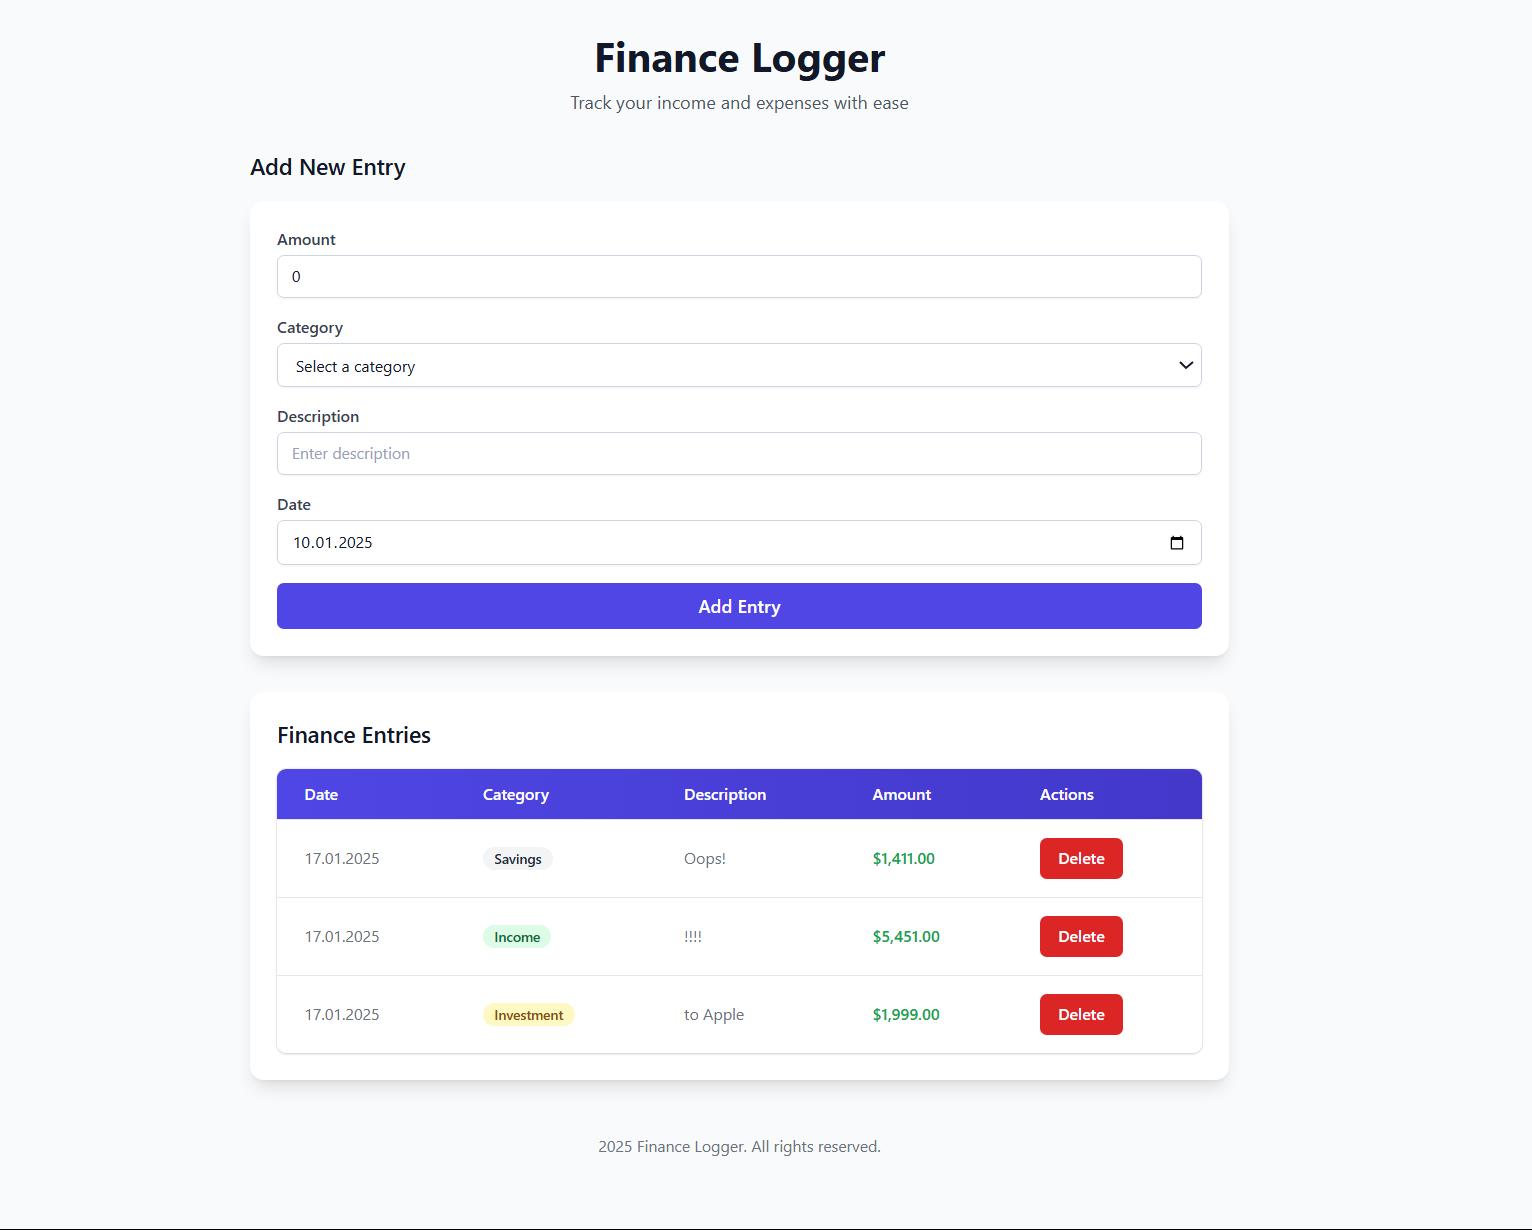 Finance Logger
Track your income and expenses with ease
Add New Entry
Amount
0
Category
Select a category
Description
Enter description
Date
10.01.2025
Add Entry
Finance Entries
Date Category Description Amount Actions
17.01.2025 Savings Oops! $1,411.00 Delete
17.01.2025 Income !!!! $5,451.00 Delete
17.01.2025 Investment to Apple $1,999.00 Delete
2025 Finance Logger. All rights reserved.